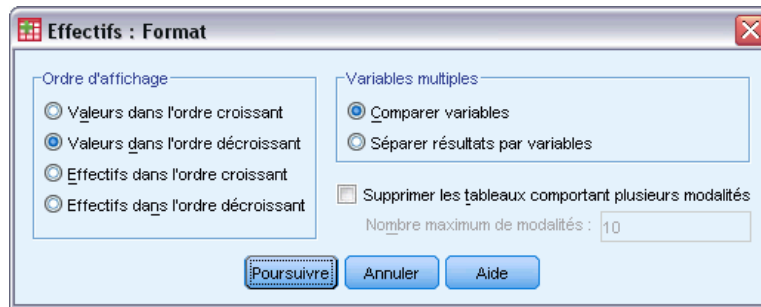 Effectifs : Format
Ordre d'affichage
Valeurs dans l'ordre croissant
Valeurs dans l'ordre décroissant
Effectifs dans l'ordre croissant
Effectifs dans l'ordre décroissant
Variables multiples
Comparer variables
Séparer résultats par variables
Supprimer les tableaux comportant plusieurs modalités
Nombre maximum de modalités : 10
Poursuivre Annuler Aide